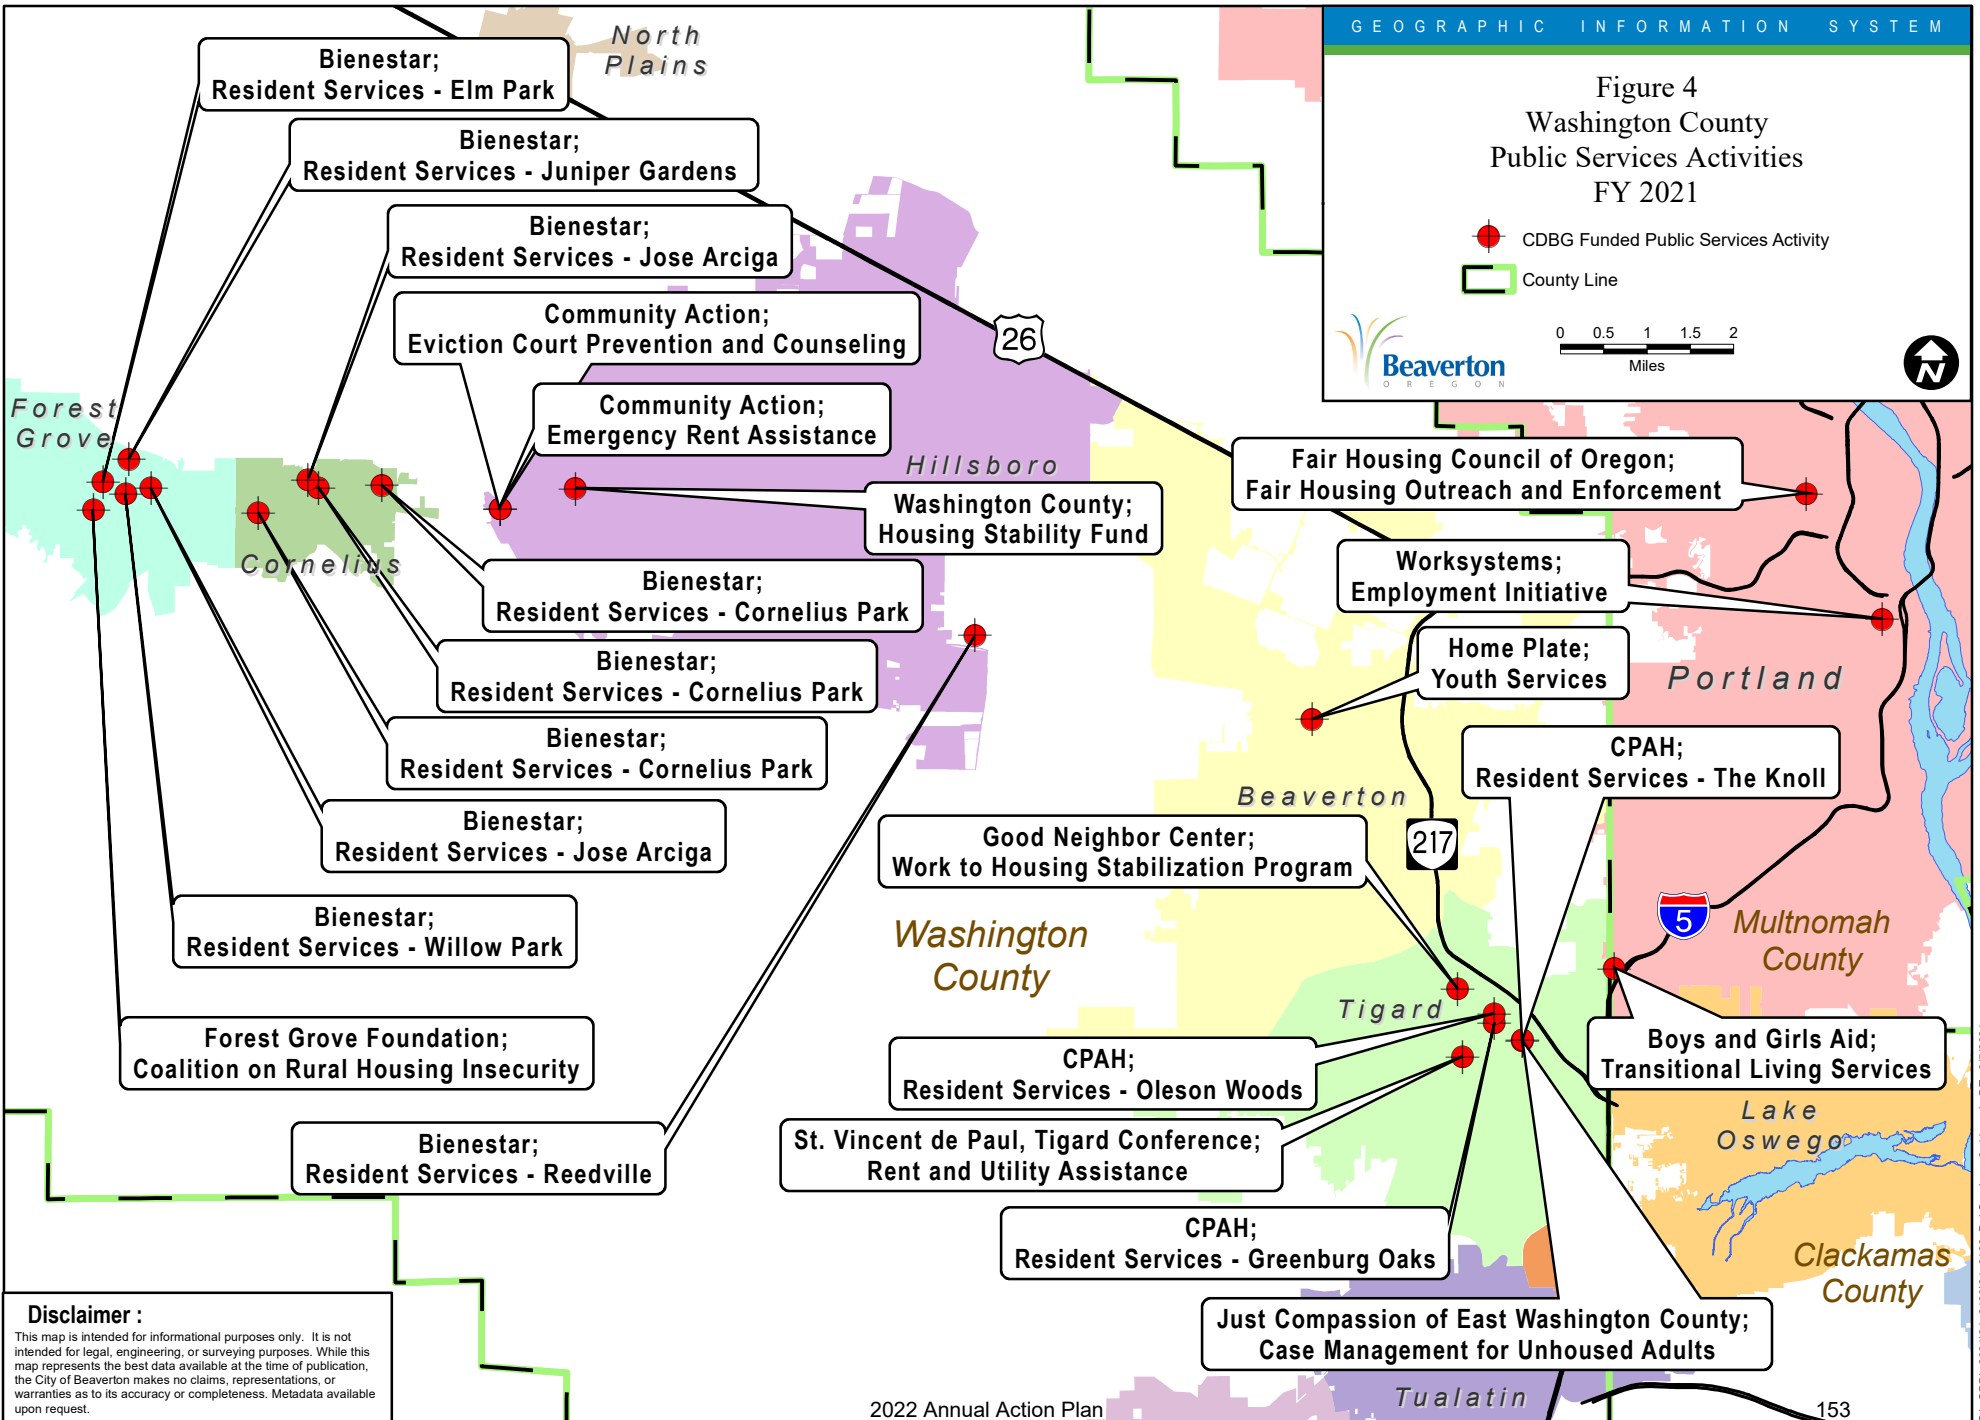 GEOGRAPHIC INFORMATION SYSTEM
Figure 4
Washington County
Public Services Activities
FY 2021
CDBG Funded Public Services Activity
County Line
0 0.5 1 1.5 2
Miles
Beaverton
OREGON
N
North
Plains
Bienestar;
Resident Services - Elm Park
Bienestar;
Resident Services - Juniper Gardens
Bienestar;
Resident Services - Jose Arciga
Community Action;
Eviction Court Prevention and Counseling
26
Community Action;
Emergency Rent Assistance
Forest
Grove
Hillsboro
Washington County;
Housing Stability Fund
Fair Housing Council of Oregon;
Fair Housing Outreach and Enforcement
Cornelius
Bienestar;
Resident Services - Cornelius Park
Worksystems;
Employment Initiative
Bienestar;
Resident Services - Cornelius Park
Home Plate;
Youth Services
Portland
Bienestar;
Resident Services - Cornelius Park
CPAH;
Resident Services - The Knoll
Beaverton
Bienestar;
Resident Services - Jose Arciga
Good Neighbor Center;
Work to Housing Stabilization Program
217
5
Bienestar;
Resident Services - Willow Park
Washington
County
Multnomah
County
Tigard
Forest Grove Foundation;
Coalition on Rural Housing Insecurity
CPAH;
Resident Services - Oleson Woods
Boys and Girls Aid;
Transitional Living Services
Lake
Oswego
Bienestar;
Resident Services - Reedville
St. Vincent de Paul, Tigard Conference;
Rent and Utility Assistance
CPAH;
Resident Services - Greenburg Oaks
Clackamas
County
Just Compassion of East Washington County;
Case Management for Unhoused Adults
Tualatin
Disclaimer :
This map is intended for informational purposes only. It is not
intended for legal, engineering, or surveying purposes. While this
map represents the best data available at the time of publication,
the City of Beaverton makes no claims, representations, or
warranties as to its accuracy or completeness. Metadata available
upon request.
2022 Annual Action Plan
153